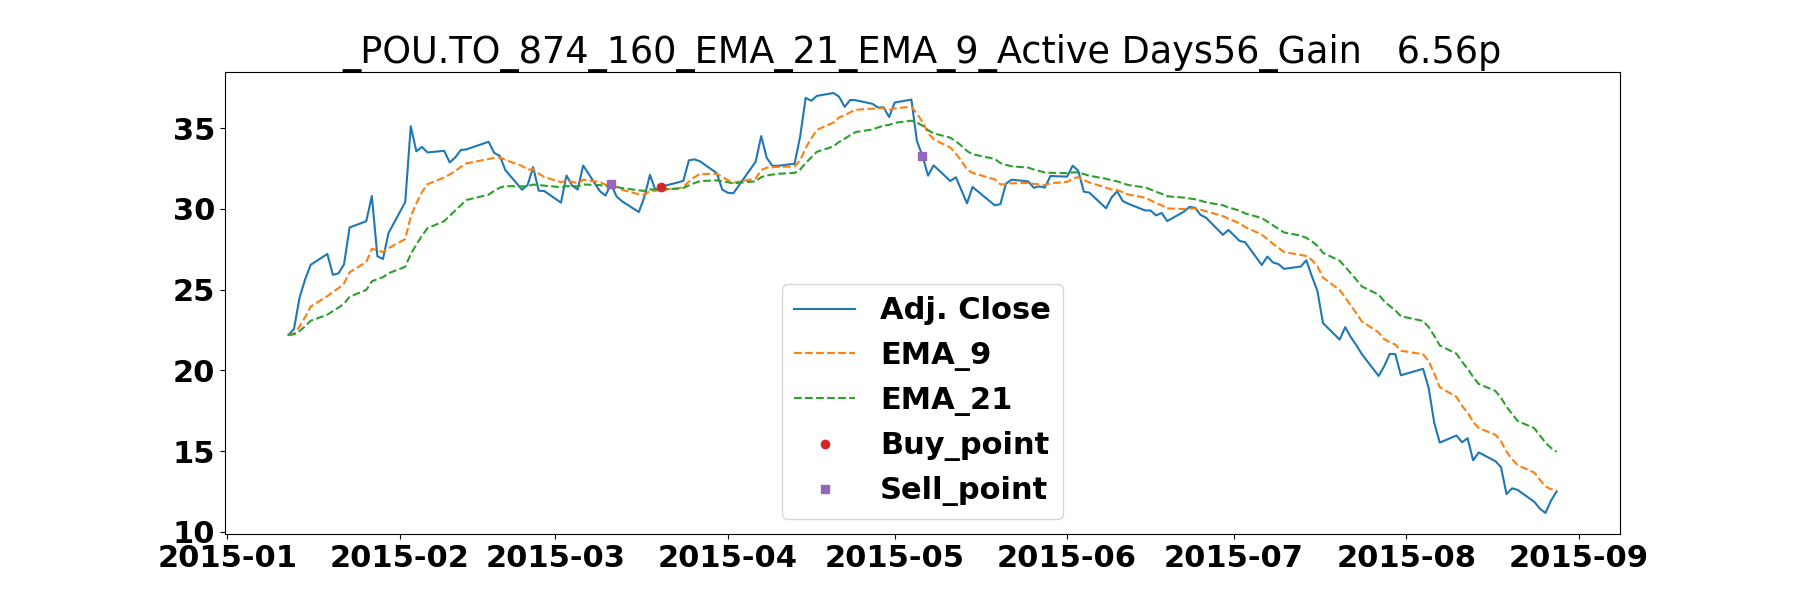 _POU.TO_874_160_EMA_21_EMA_9_Active Days56_Gain   6.56p
35
30
25
20
15
10
Adj. Close
EMA_9
EMA_21
Buy_point
Sell_point
2015-01 2015-02 2015-03 2015-04 2015-05 2015-06 2015-07 2015-08 2015-09